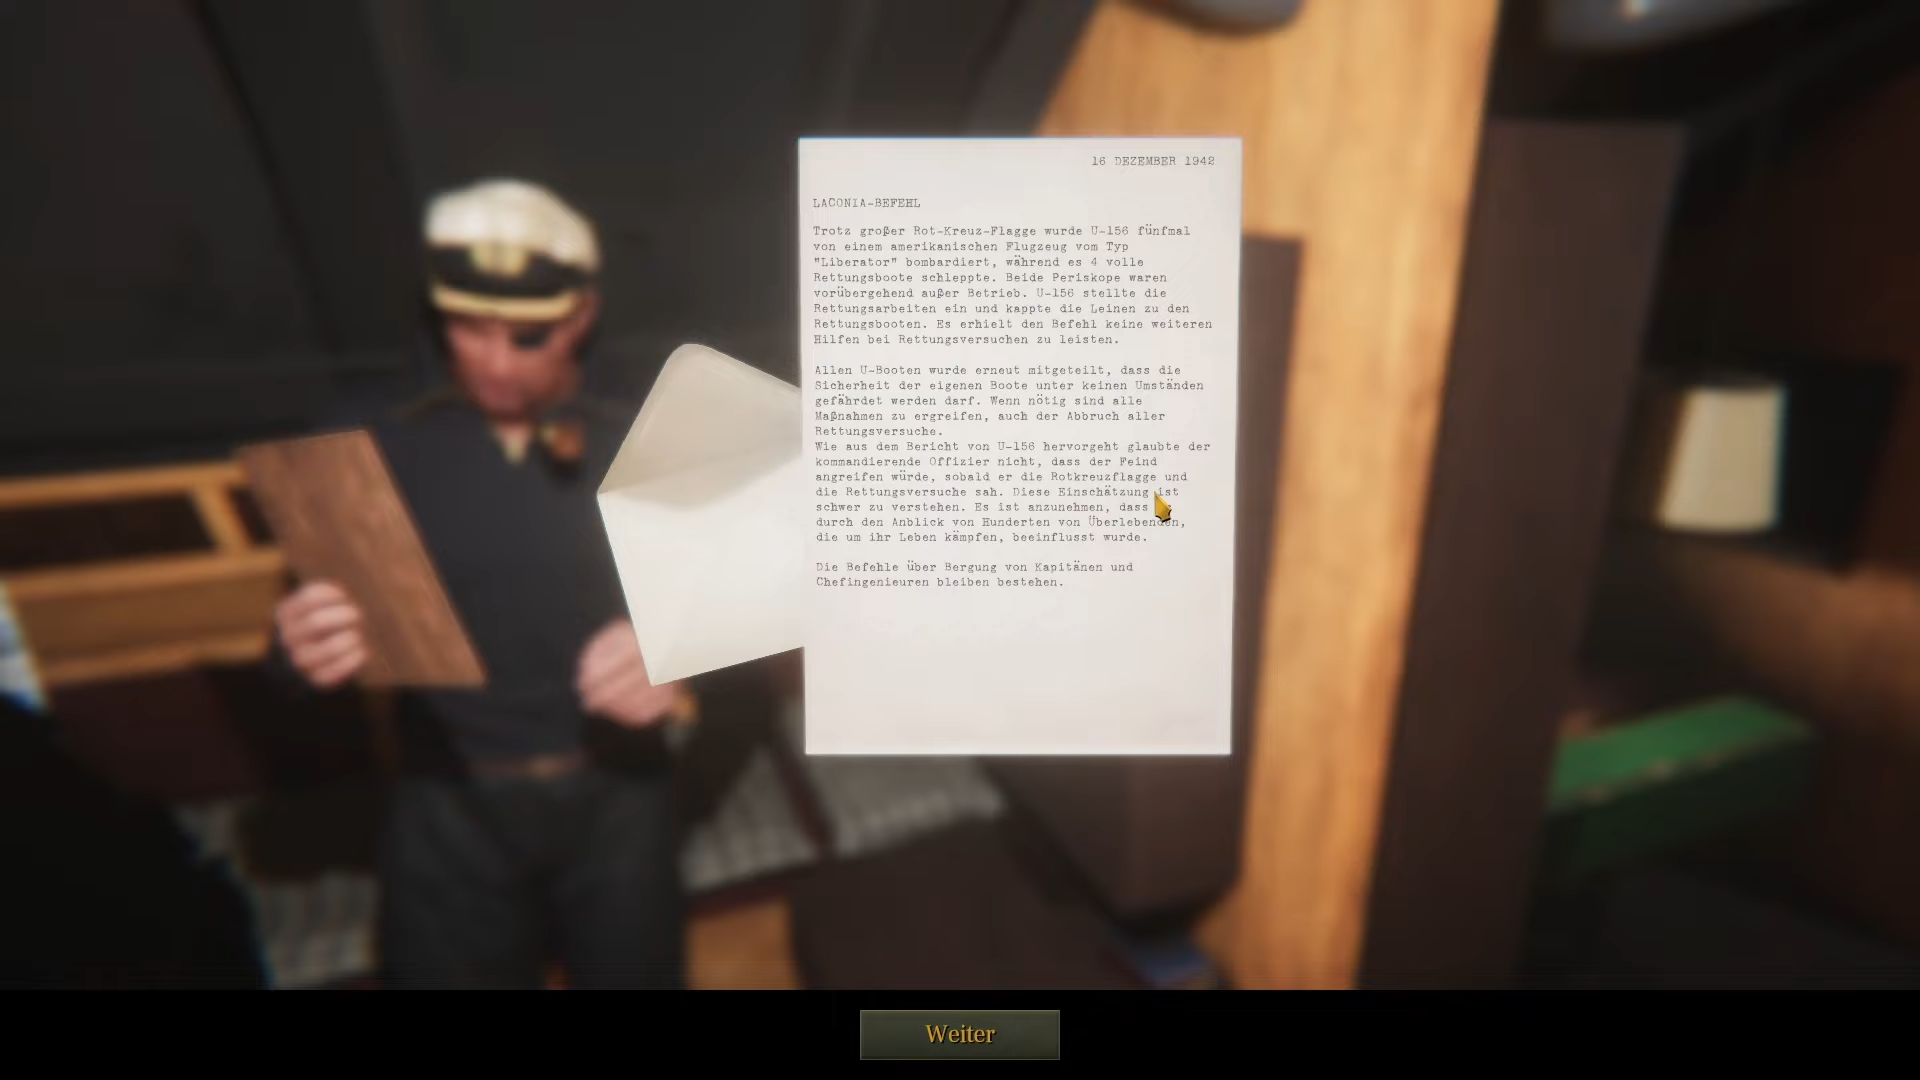 16 DEZEMBER 1942
LACONIA-BEFEHL
Trotz großer Rot-Kreuz-Flagge wurde U-156 fünfmal
von einem amerikanischen Flugzeug vom Typ
"Liberator" bombardiert, während es 4 volle
Rettungsboote schleppte. Beide Periskope waren
vorübergehend außer Betrieb. U-156 stellte die
Rettungsarbeiten ein und kappte die Leinen zu den
Rettungsbooten. Es erhielt den Befehl keine weiteren
Hilfen bei Rettungsversuchen zu leisten.
Allen U-Booten wurde erneut mitgeteilt, dass die
Sicherheit der eigenen Boote unter keinen Umständen
gefährdet werden darf. Wenn nötig sind alle
Maßnahmen zu ergreifen, auch der Abbruch aller
Rettungsversuche.
Wie aus dem Bericht von U-156 hervorgeht glaubte der
kommandierende Offizier nicht, dass der Feind
angreifen würde, sobald er die Rotkreuzflagge und
die Rettungsversuche sah. Diese Einschätzung ist
schwer zu verstehen. Es ist anzunehmen, dass
durch den Anblick von Hunderten von Überlebenden,
die um ihr Leben kämpfen, beeinflusst wurde.
Die Befehle über Bergung von Kapitänen und
Chefingenieuren bleiben bestehen.
Weiter